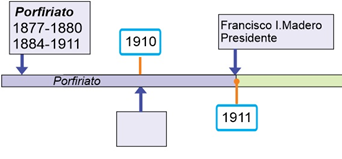 Porfiriato
1877-1880
1884-1911
1910
Francisco I.Madero
Presidente
Porfiriato
1911